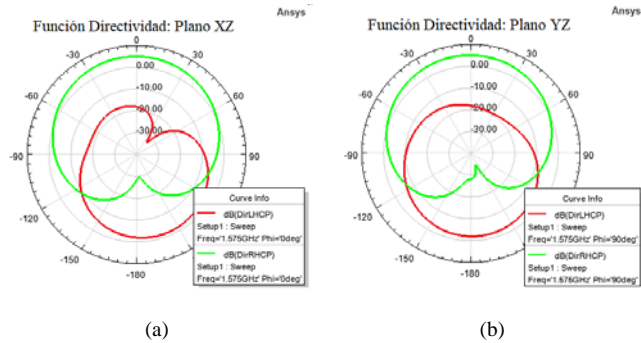 Ansys
Función Directividad: Plano XZ
0
-30
30
0.00
-60
-10.00
60
-20.00
-30.00
-90
90
-120
-150
-180
Curve Info
dB(DirLHCP)
Setup1 : Sweep
Freq='1.575GHz' Phi='0deg'
dB(DirRHCP)
Setup1 : Sweep
Freq='1.575GHz' Phi='0deg'
(a)
Ansys
Función Directividad: Plano YZ
0
-30
30
0.00
-60
-10.00
60
-20.00
-30.00
-90
90
-120
-150
-180
Curve Info
dB(DirLHCP)
Setup1 : Sweep
Freq='1.575GHz' Phi='90deg'
dB(DirRHCP)
Setup1 : Sweep
Freq='1.575GHz' Phi='90deg'
(b)